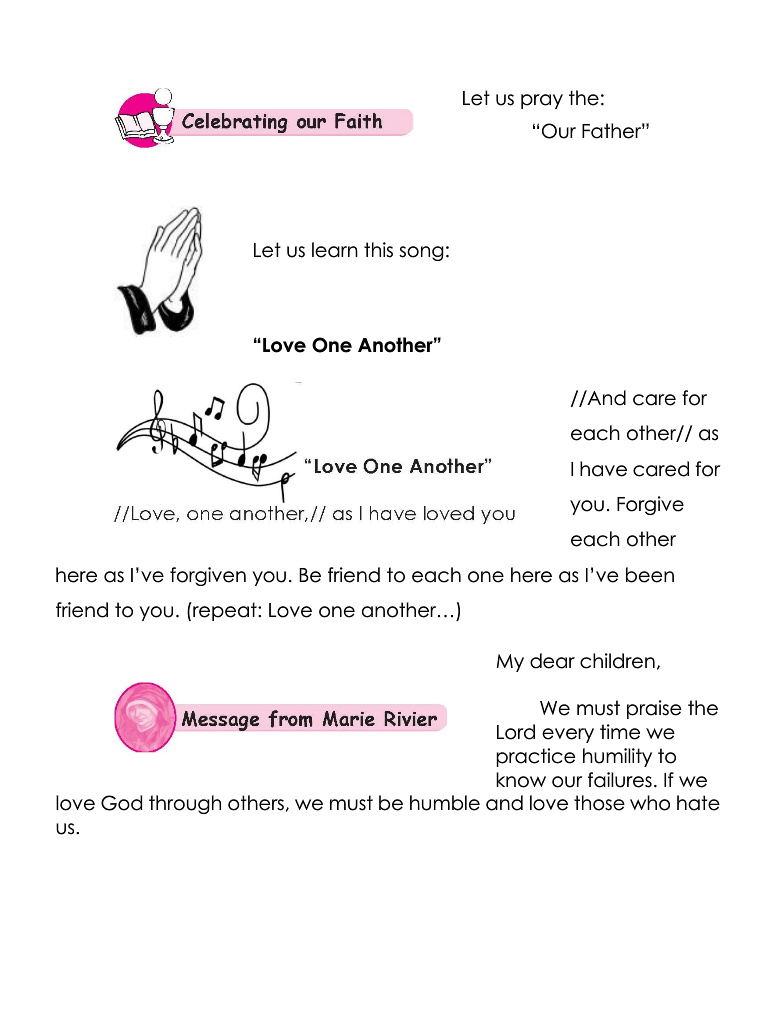 Celebrating our Faith
Let us pray the:
“Our Father”
Let us learn this song:
“Love One Another”
“Love One Another”
//Love, one another,// as I have loved you
//And care for
each other// as
I have cared for
you. Forgive
each other
here as I’ve forgiven you. Be friend to each one here as I’ve been
friend to you. (repeat: Love one another…)
Message from Marie Rivier
My dear children,
We must praise the
Lord every time we
practice humility to
know our failures. If we
love God through others, we must be humble and love those who hate
us.